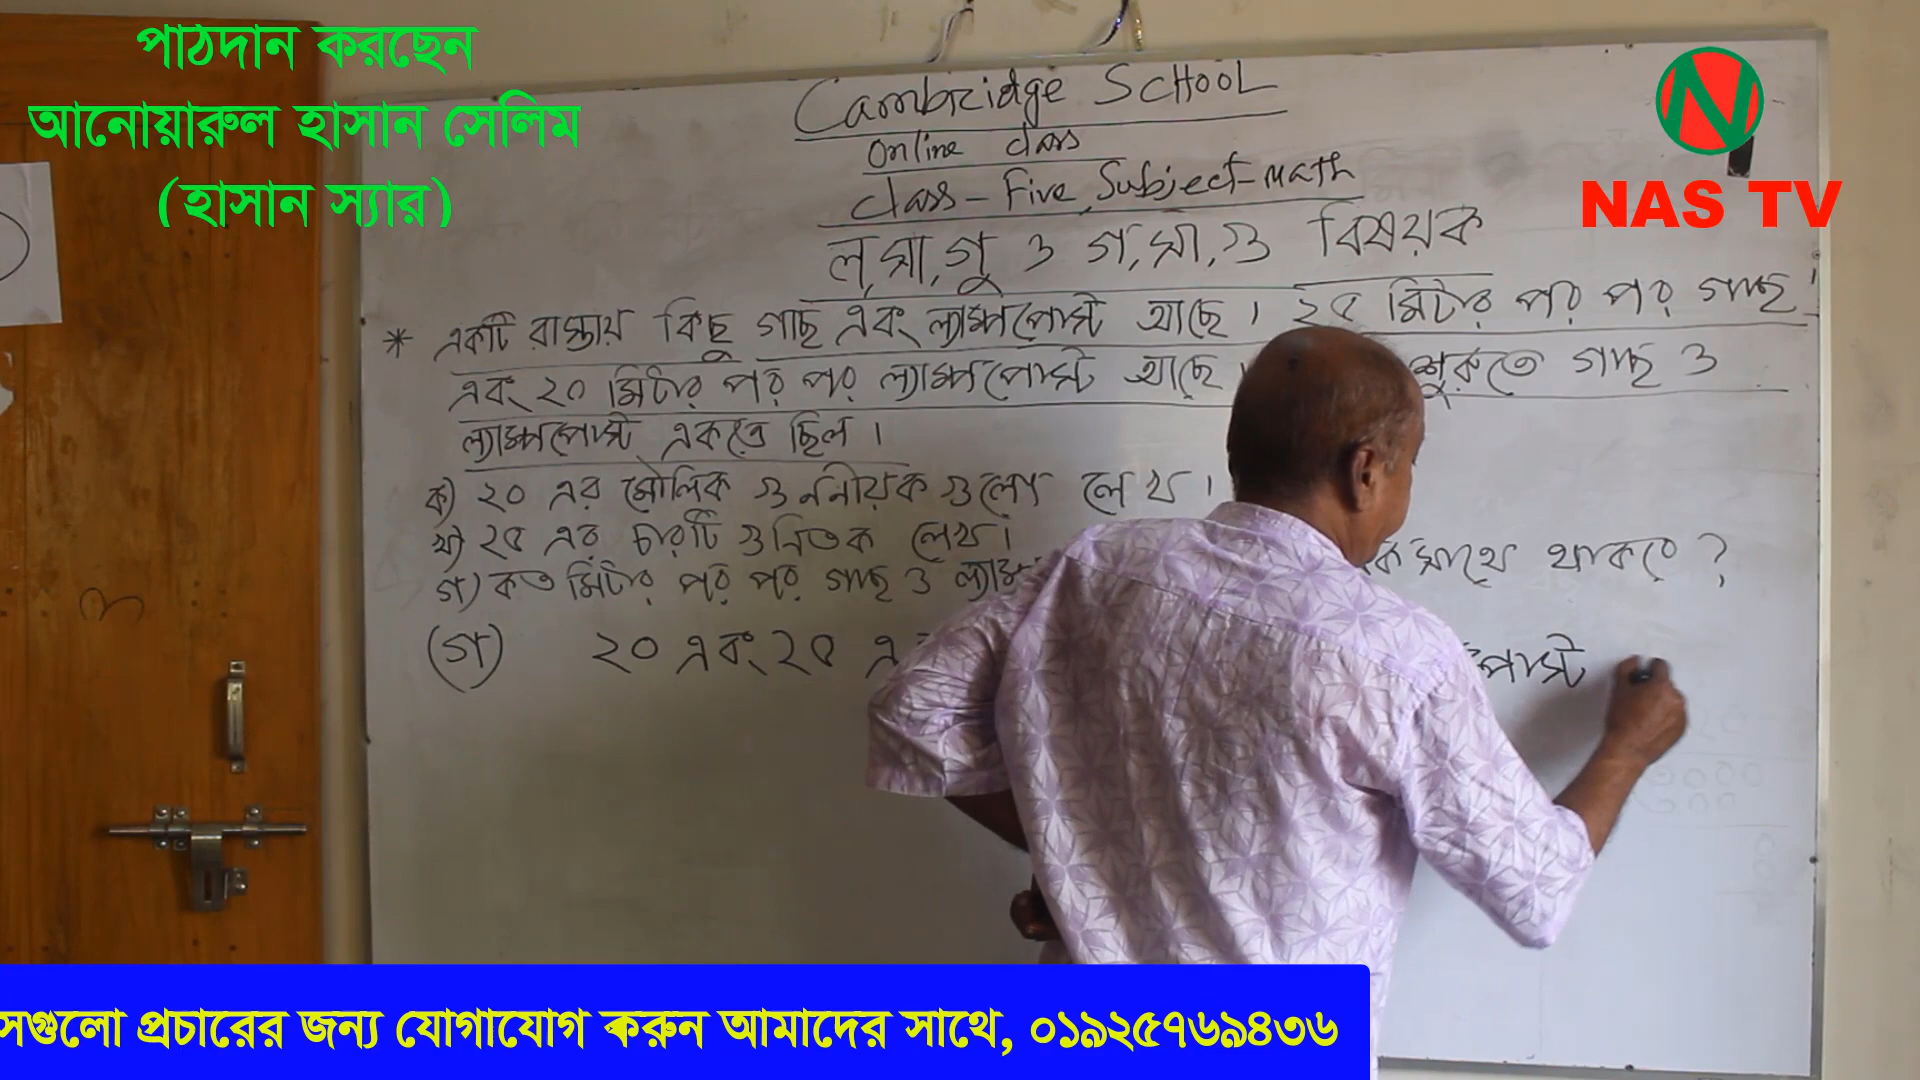 পাঠদান করছেন
আনোয়ারুল হাসান সেলিম
(হাসান স্যার)
NAS TV
Cambridge SCHOOL
Online class
Class - Five, Subject - math
ল,সা,গু ও গ,সা,গু বিষয়ক
* একটি রাস্তায় কিছু গাছ এবং ল্যাম্পপোস্ট আছে। ২৫ মিটার পর পর গাছ
এবং ২০ মিটার পর পর ল্যাম্পপোস্ট আছে। শুরুতে গাছ ও
ল্যাম্পপোস্ট একত্রে ছিল।
ক) ২০ এর মৌলিক গুননীয়ক গুলো লেখ।
খ) ২৫ এর চারটি গুনিতক লেখ।
গ) কত মিটার পর পর গাছ ও থাকবে ?
(গ) ২০ এবং ২৫
প্রচারের জন্য যোগাযোগ করুন আমাদের সাথে, ০১৯২৫৭৬৯৪৩৬